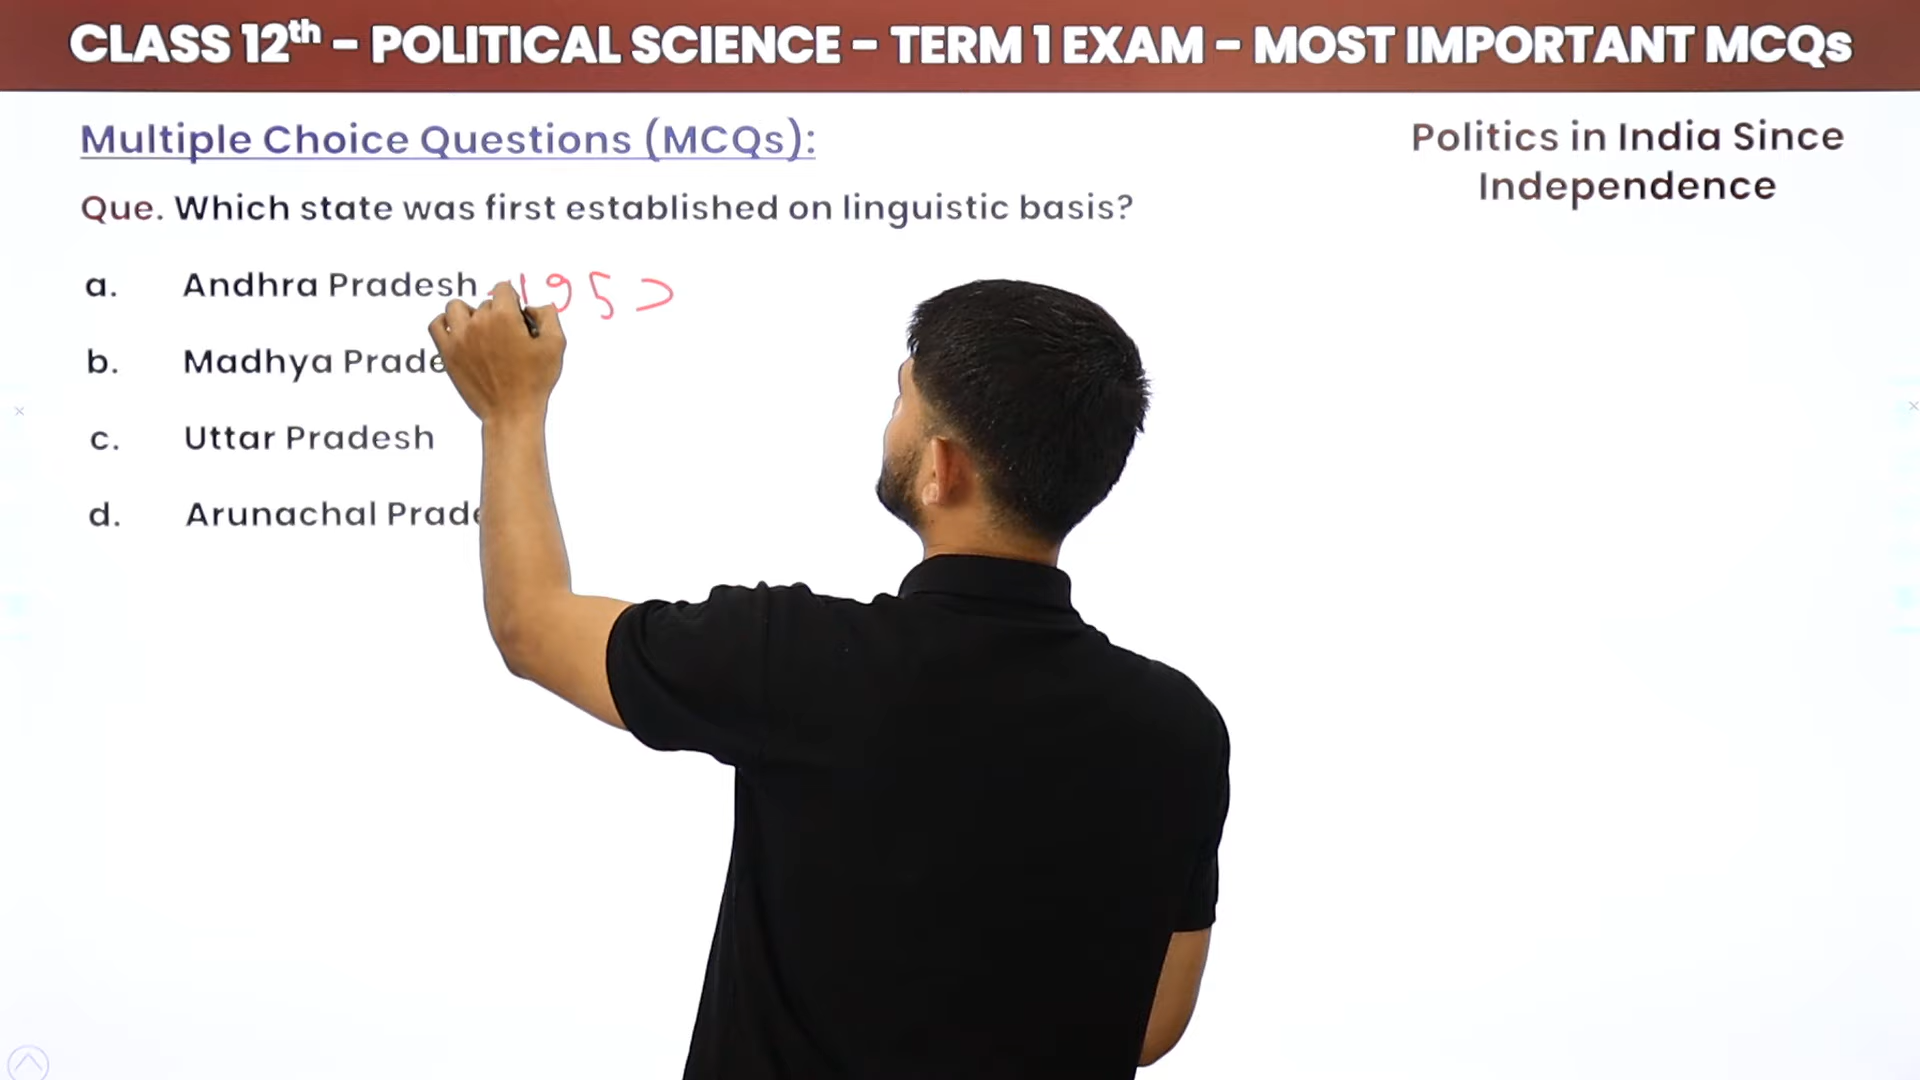 CLASS 12th - POLITICAL SCIENCE - TERM 1 EXAM - MOST IMPORTANT MCQs
Multiple Choice Questions (MCQs):
Politics in India Since
Independence
Que. Which state was first established on linguistic basis?
a. Andhra Pradesh
b. Madhya Prade
c. Uttar Pradesh
d. Arunachal Prade